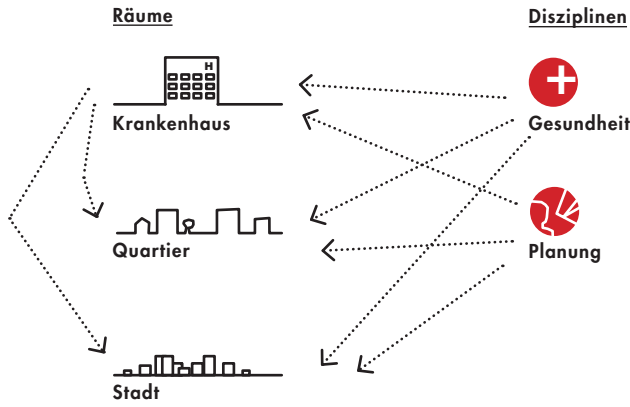 Räume
Disziplinen
H
Krankenhaus
Gesundheit
Quartier
Planung
Stadt